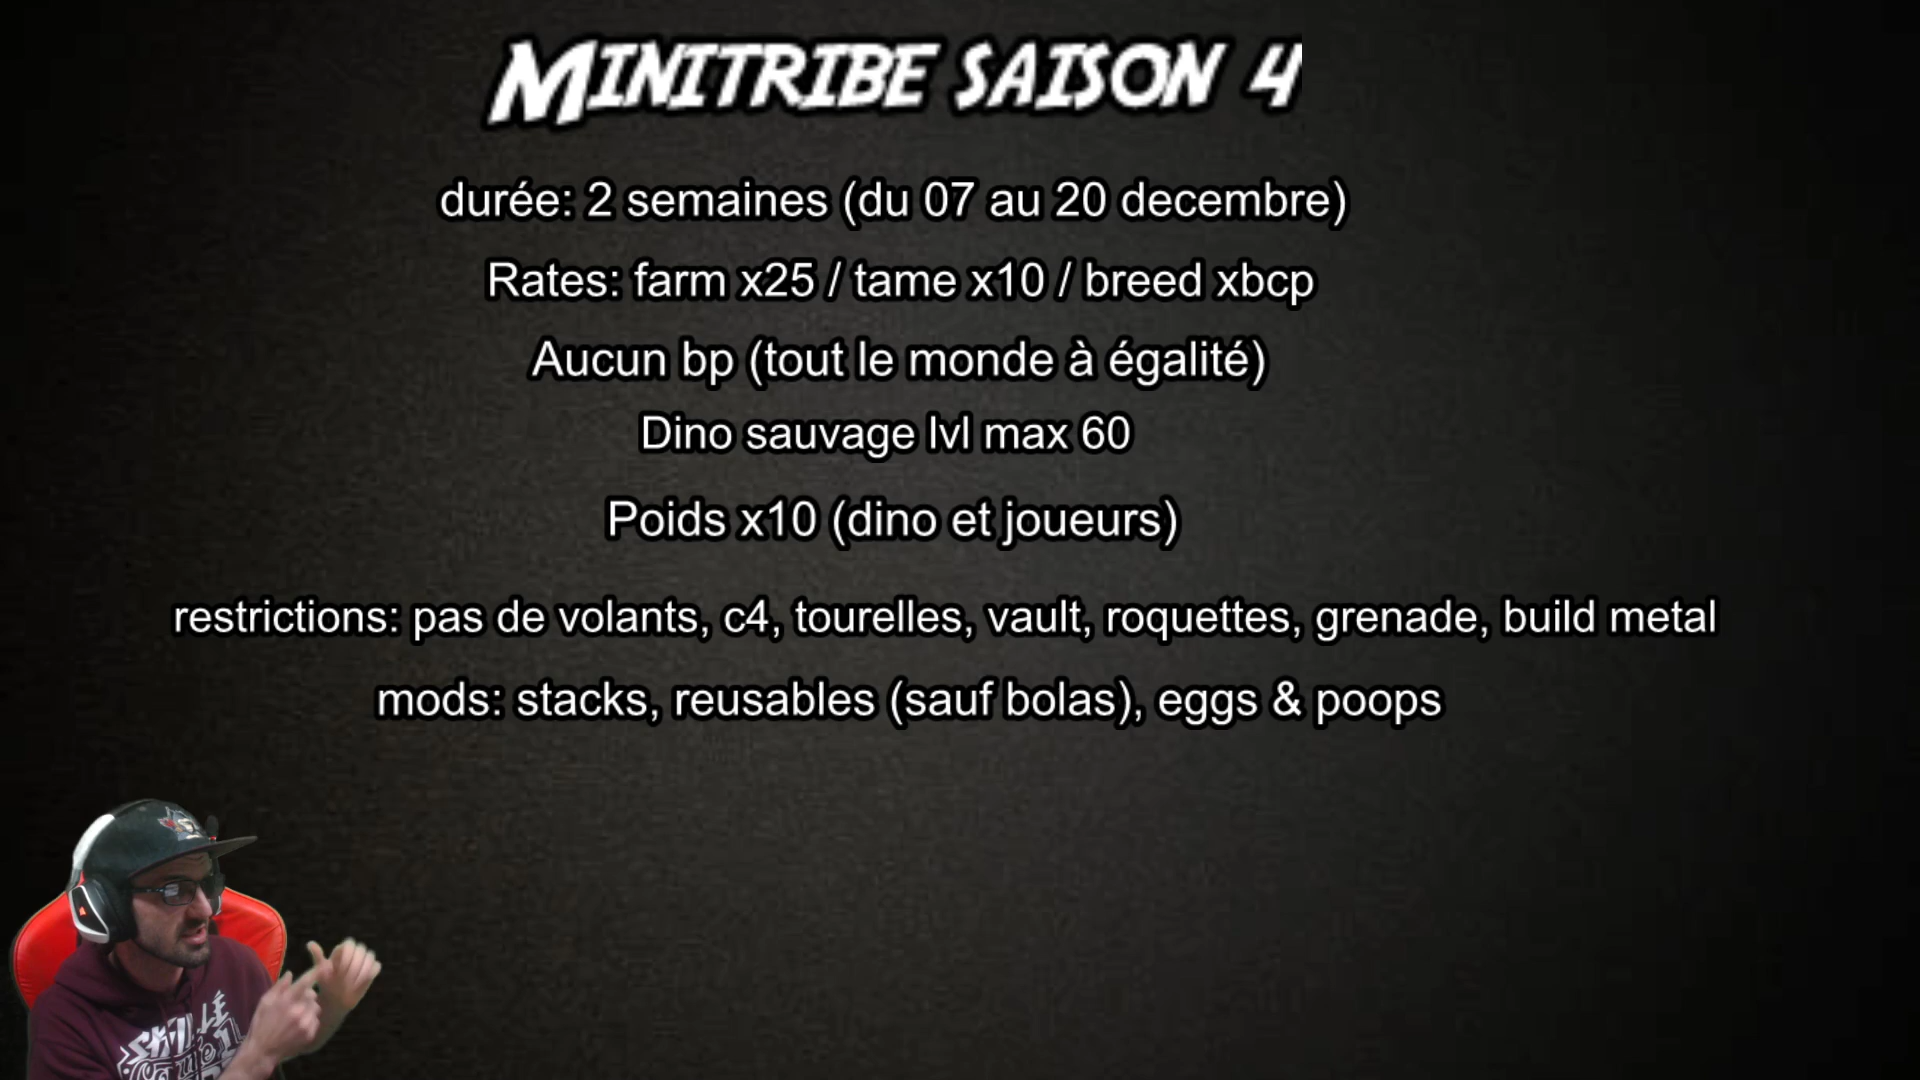 MINITRIBE SAISON 4
durée: 2 semaines (du 07 au 20 decembre)
Rates: farm x25 / tame x10 / breed xbcp
Aucun bp (tout le monde à égalité)
Dino sauvage lvl max 60
Poids x10 (dino et joueurs)
restrictions: pas de volants, c4, tourelles, vault, roquettes, grenade, build metal
mods: stacks, reusables (sauf bolas), eggs & poops